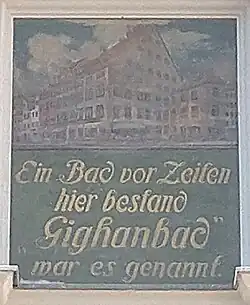 Ein Bad vor Zeiten
hier bestand
"Gighanbad"
war es genannt.